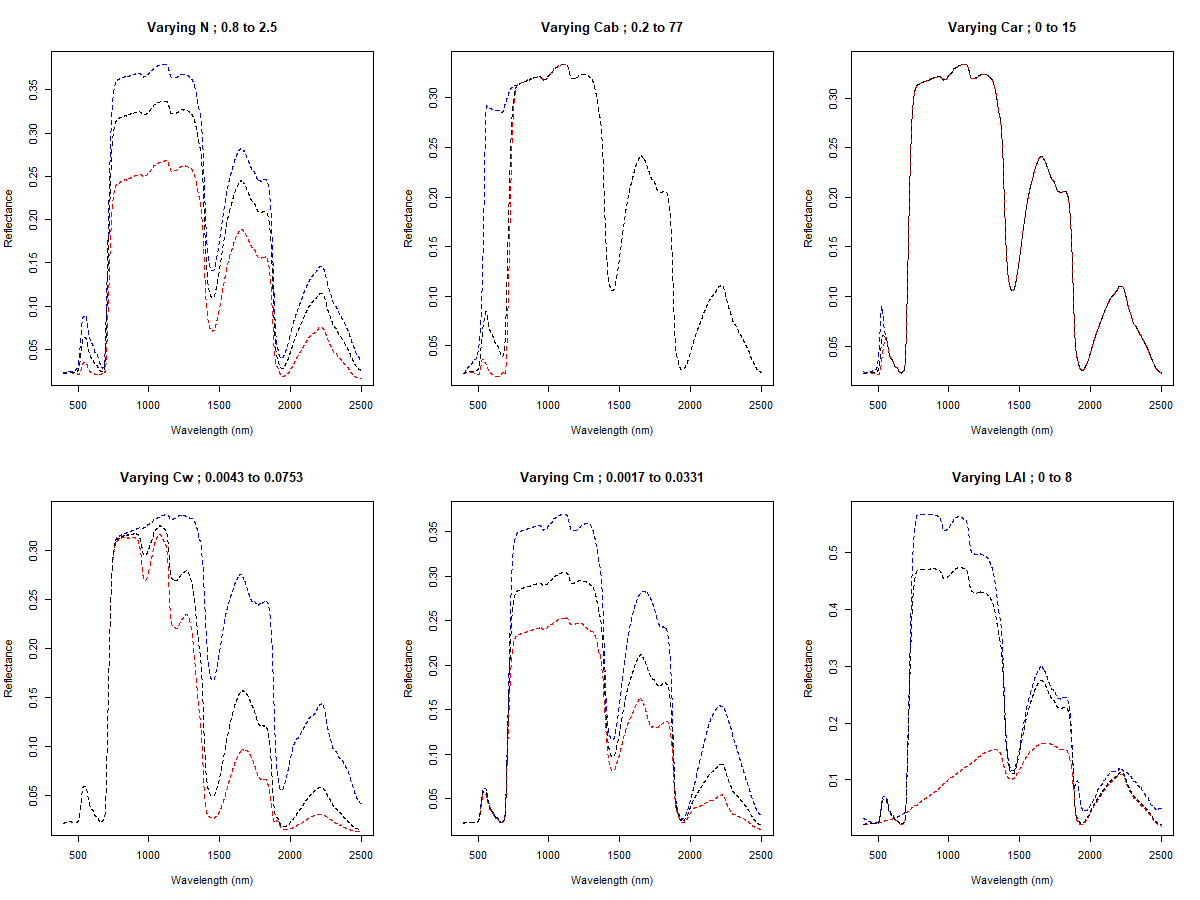 Varying N ; 0.8 to 2.5
Reflectance
0.05 0.10 0.15 0.20 0.25 0.30 0.35
500 1000 1500 2000 2500
Wavelength (nm)
Varying Cab ; 0.2 to 77
Reflectance
0.05 0.10 0.15 0.20 0.25 0.30
500 1000 1500 2000 2500
Wavelength (nm)
Varying Car ; 0 to 15
Reflectance
0.05 0.10 0.15 0.20 0.25 0.30
500 1000 1500 2000 2500
Wavelength (nm)
Varying Cw ; 0.0043 to 0.0753
Reflectance
0.05 0.10 0.15 0.20 0.25 0.30
500 1000 1500 2000 2500
Wavelength (nm)
Varying Cm ; 0.0017 to 0.0331
Reflectance
0.05 0.10 0.15 0.20 0.25 0.30 0.35
500 1000 1500 2000 2500
Wavelength (nm)
Varying LAI ; 0 to 8
Reflectance
0.1 0.2 0.3 0.4 0.5
500 1000 1500 2000 2500
Wavelength (nm)